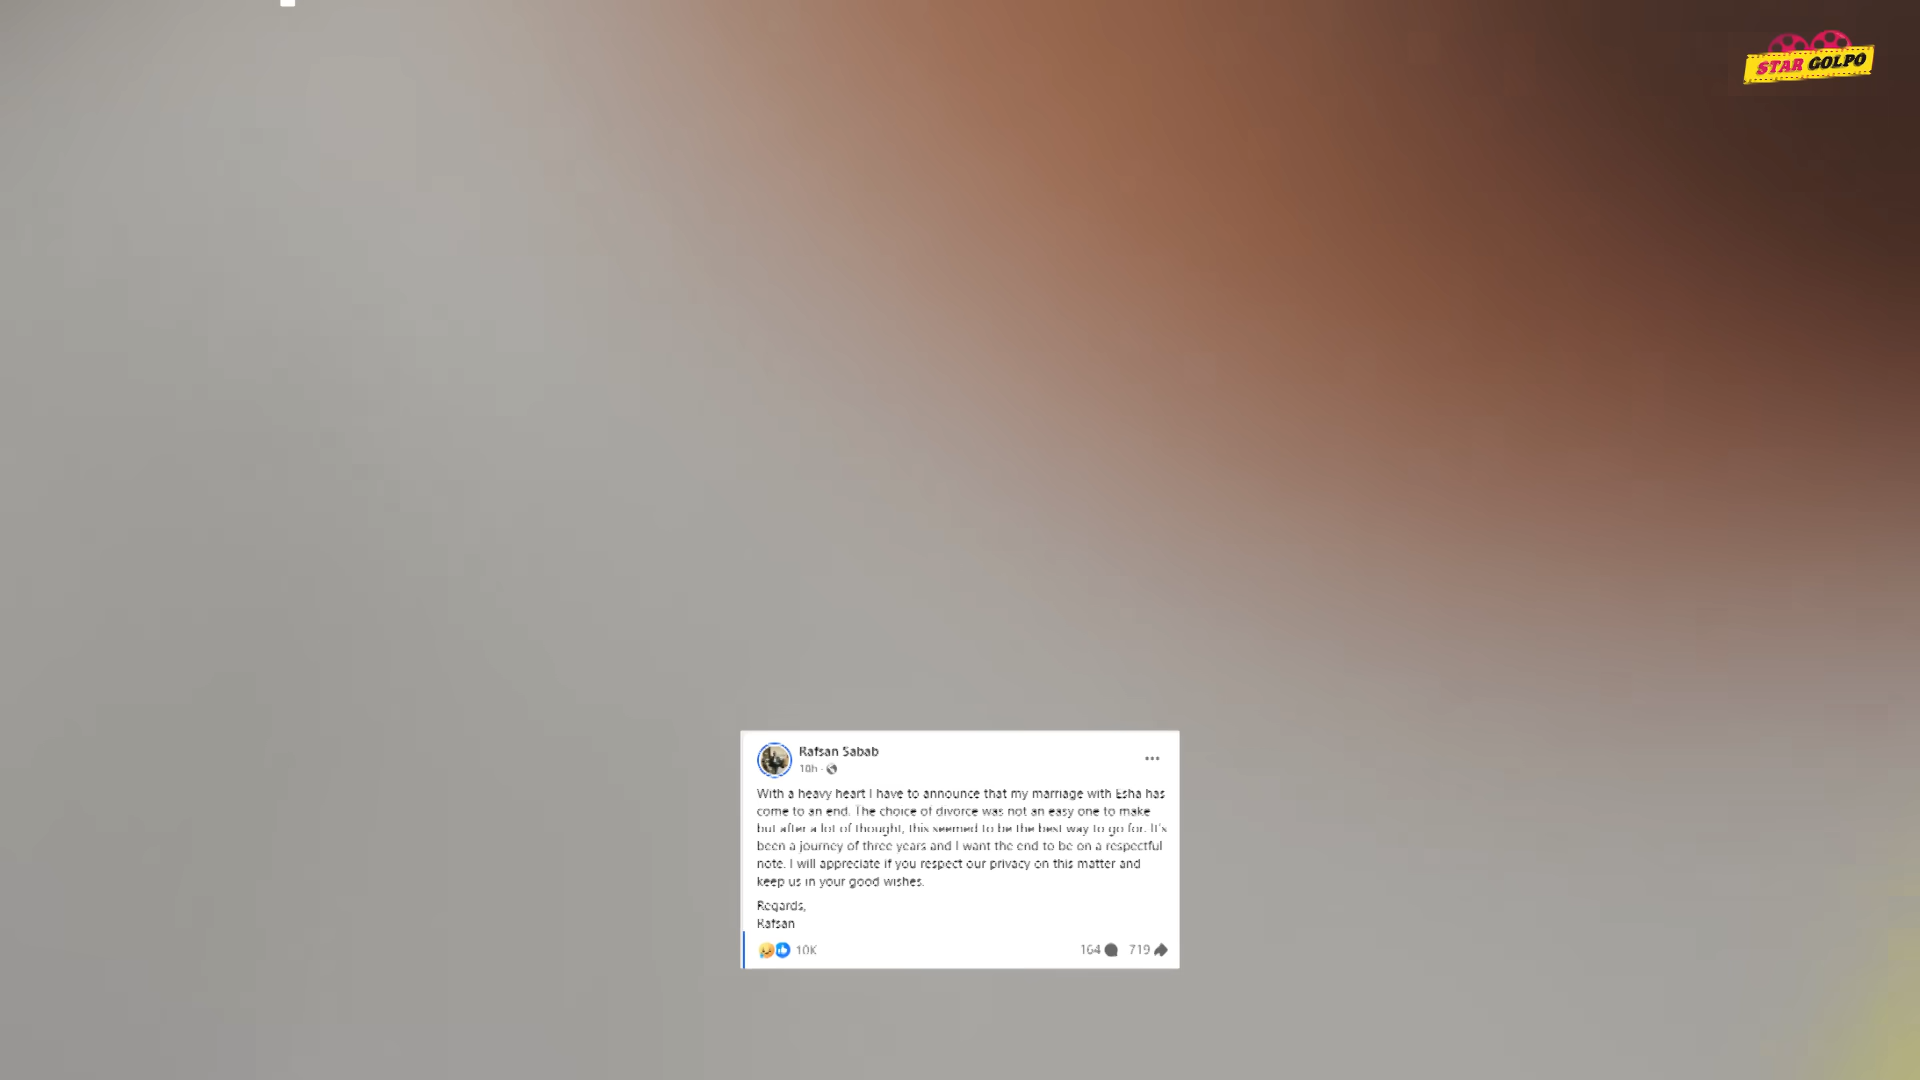 STAR GOLPO
Rafsan Sabab
10h
With a heavy heart I have to announce that my marriage with Esha has
come to an end. The choice of divorce was not an easy one to make
but after a lot of thought, this seemed to be the best way to go for. It's
been a journey of three years and I want the end to be on a respectful
note. I will appreciate if you respect our privacy on this matter and
keep us in your good wishes.
Regards,
Rafsan
10K
164 719